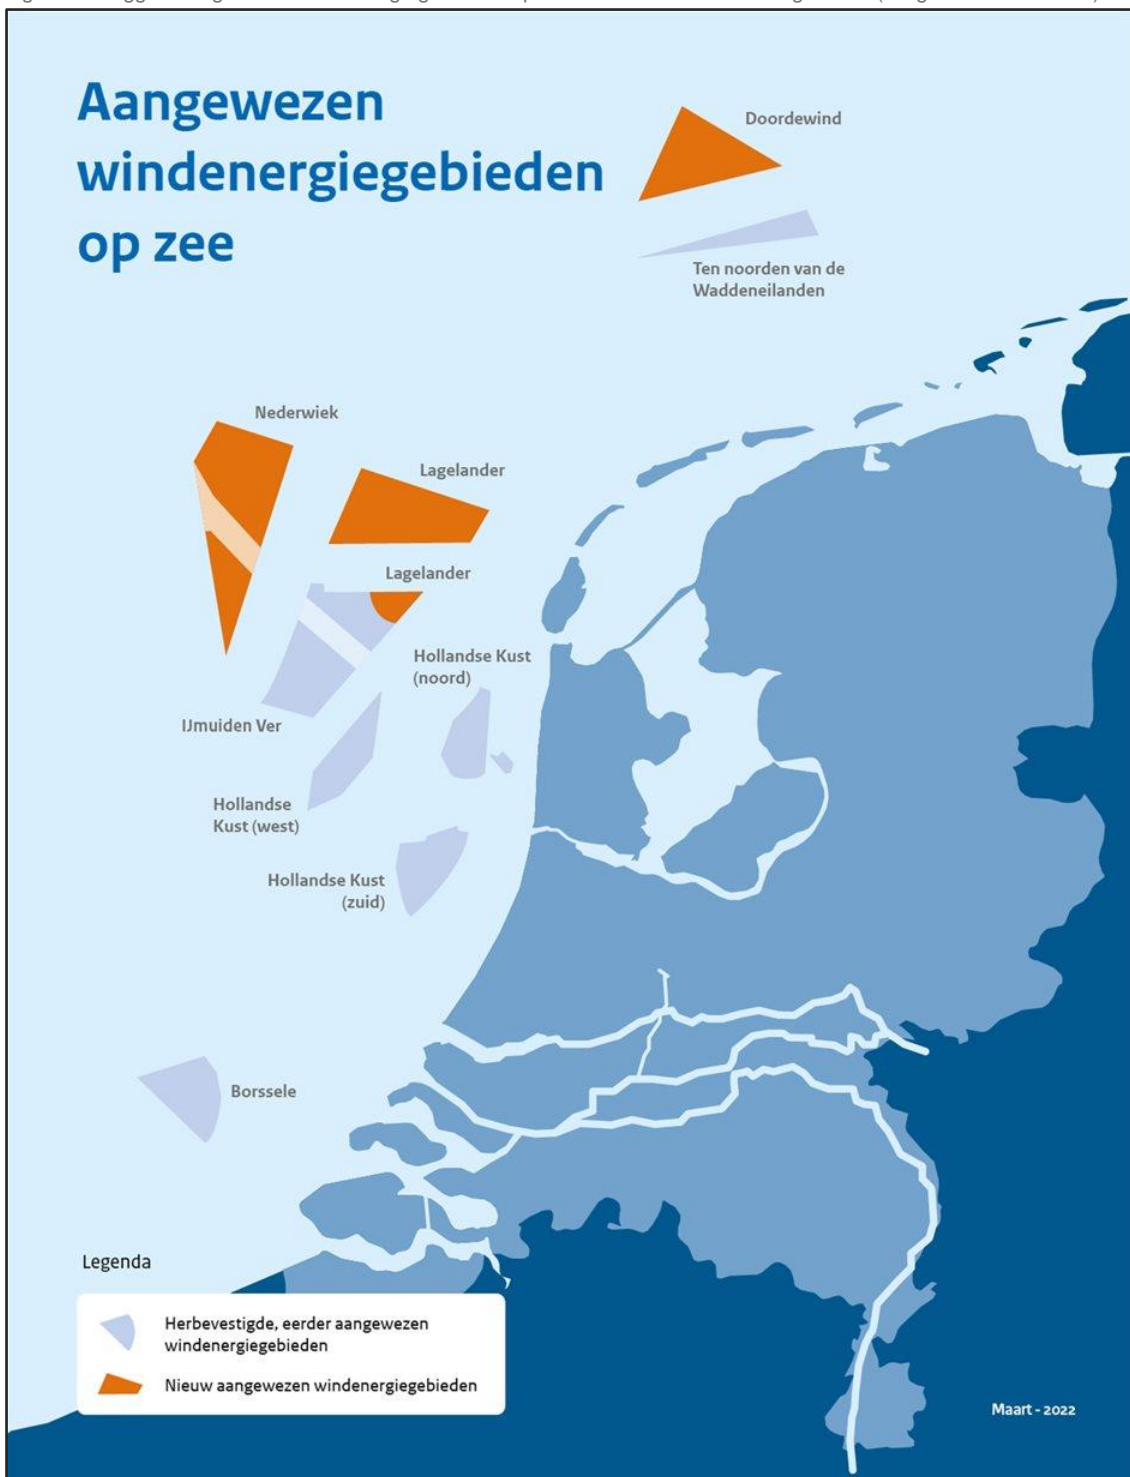 Aangewezen
windenergiegebieden
op zee
Doordewind
Ten noorden van de
Waddeneilanden
Nederwiek
Lagelander
Lagelander
Hollandse Kust
(noord)
IJmuiden Ver
Hollandse
Kust (west)
Hollandse Kust
(zuid)
Borssele
Legenda
Herbevestigde, eerder aangewezen
windenergiegebieden
Nieuw aangewezen windenergiegebieden
Maart - 2022